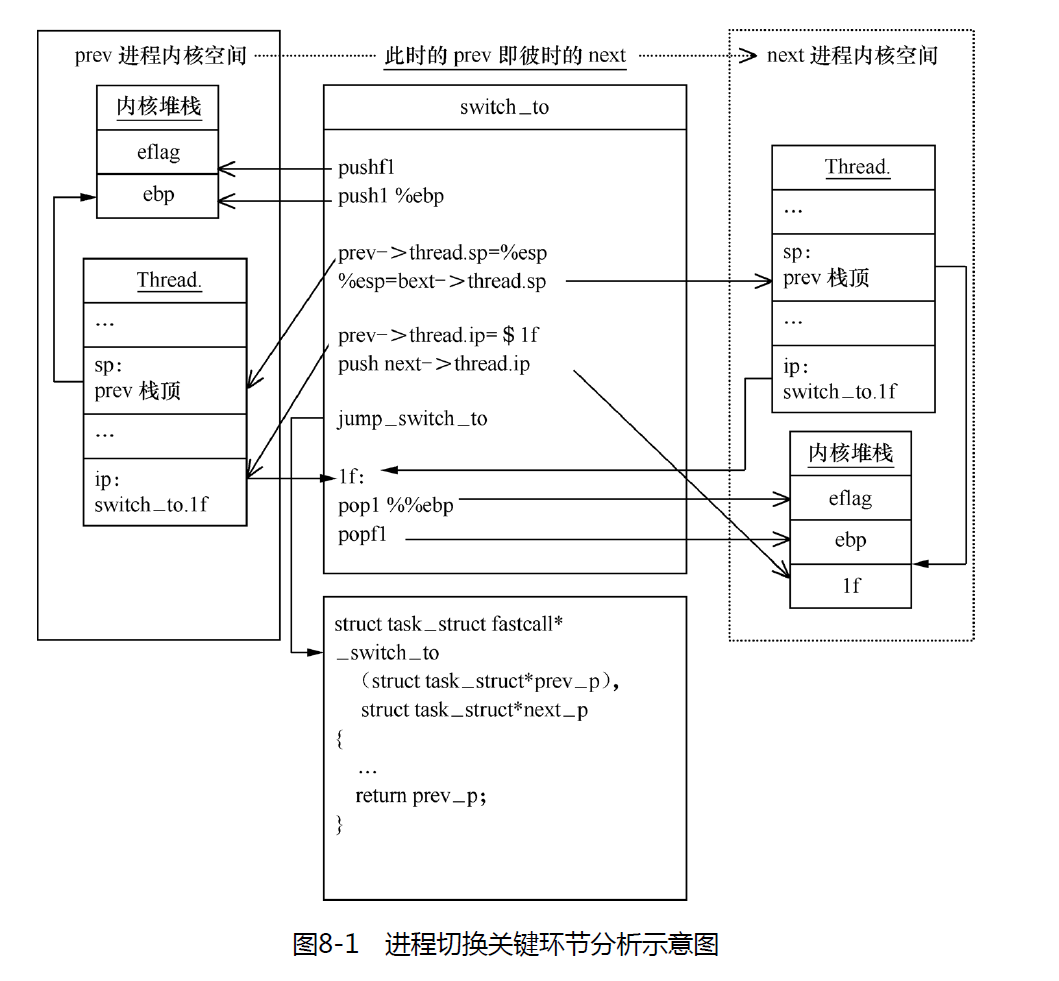 prev 进程内核空间
此时的 prev 即彼时的 next
next 进程内核空间
内核堆栈
eflag
ebp
Thread.
...
sp:
prev 栈顶
...
ip:
switch_to.1f
switch_to
pushf1
push1 %ebp
prev->thread.sp=%esp
%esp=bext->thread.sp
prev->thread.ip=$1f
push next->thread.ip
jump_switch_to
1f:
pop1 %%ebp
popf1
struct task_struct fastcall*
_switch_to
(struct task_struct*prev_p),
struct task_struct*next_p
{
...
return prev_p;
}
Thread.
...
sp:
prev 栈顶
...
ip:
switch_to.1f
内核堆栈
eflag
ebp
1f
图8-1 进程切换关键环节分析示意图